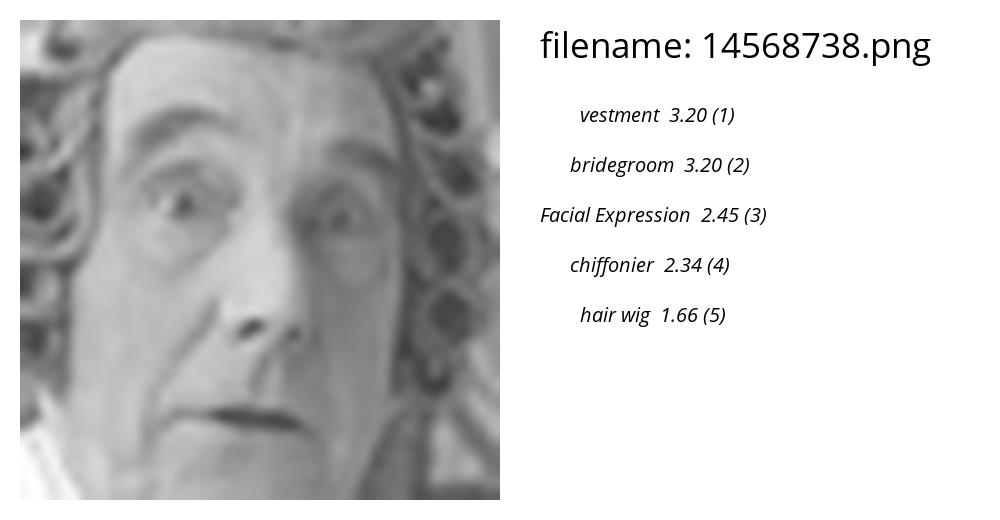 filename: 14568738.png
vestment 3.20 (1)
bridegroom 3.20 (2)
Facial Expression 2.45 (3)
chiffonier 2.34 (4)
hair wig 1.66 (5)